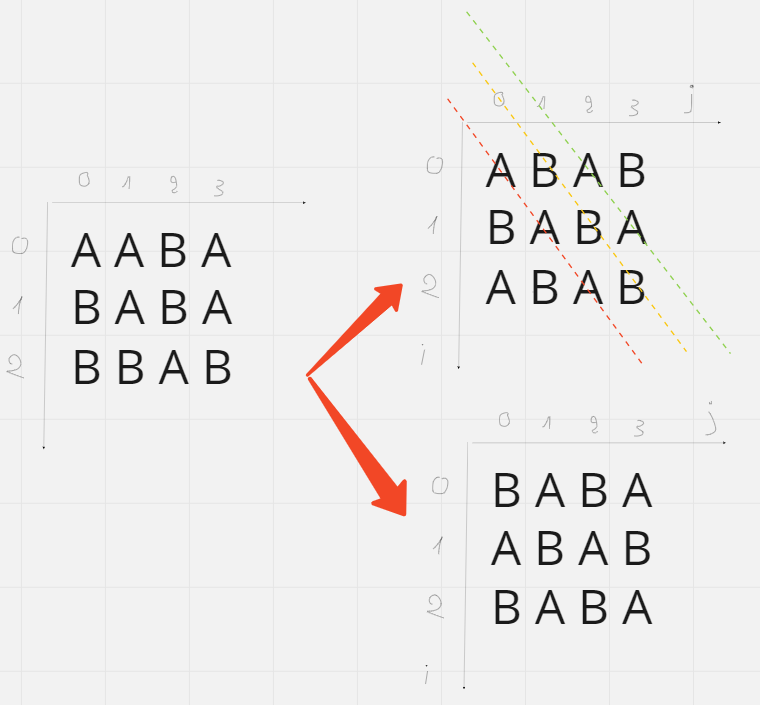 0 1 2 3
0 A A B A
1 B A B A
2 B B A B
0 1 2 3 j
0 A B A B
1 B A B A
2 A B A B
i
0 1 2 3 j
0 B A B A
1 A B A B
2 B A B A
i